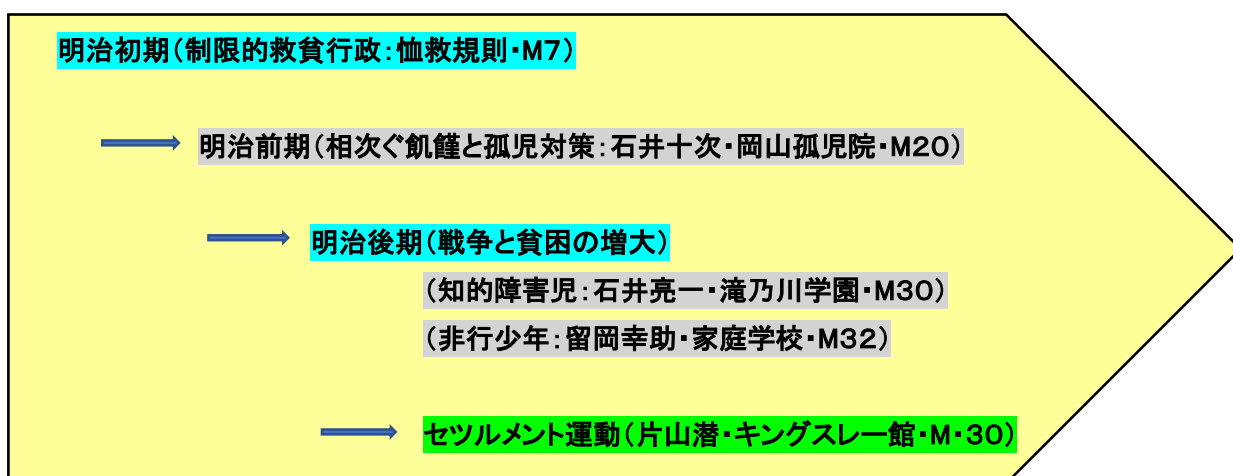 明治初期(制限的救貧行政:恤救規則・M7)
明治前期(相次ぐ飢饉と孤児対策:石井十次・岡山孤児院・M20)
明治後期(戦争と貧困の増大)
(知的障害児:石井亮一・滝乃川学園・M30)
(非行少年:留岡幸助・家庭学校・M32)
セツルメント運動(片山潜・キングスレー館・M・30)